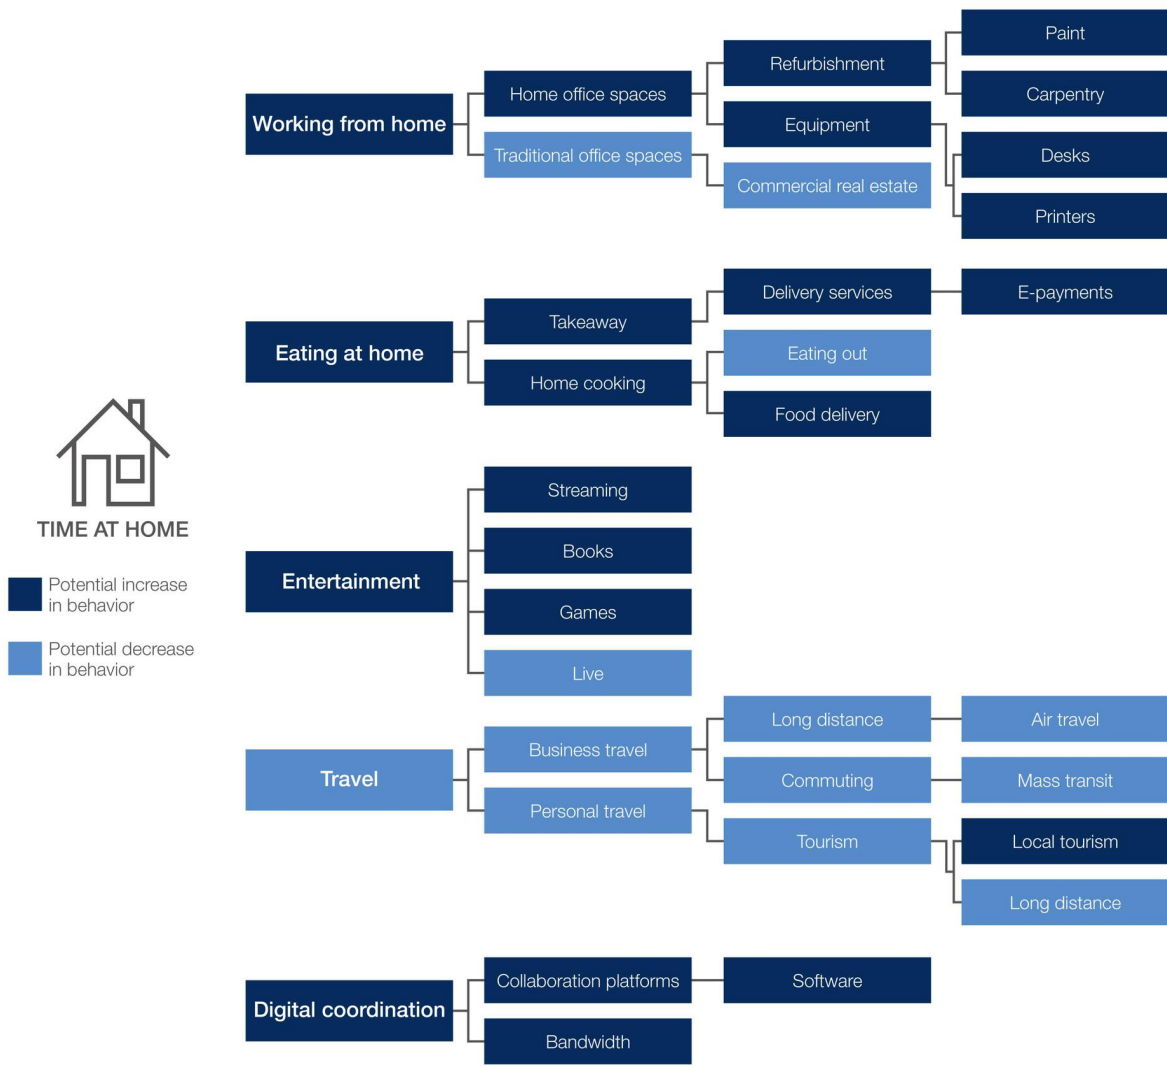 TIME AT HOME
Potential increase
in behavior
Potential decrease
in behavior
Working from home
Home office spaces
Refurbishment
Paint
Carpentry
Equipment
Desks
Printers
Traditional office spaces
Commercial real estate
Eating at home
Takeaway
Delivery services
E-payments
Home cooking
Eating out
Food delivery
Entertainment
Streaming
Books
Games
Live
Travel
Business travel
Long distance
Air travel
Commuting
Mass transit
Personal travel
Tourism
Local tourism
Long distance
Digital coordination
Collaboration platforms
Software
Bandwidth